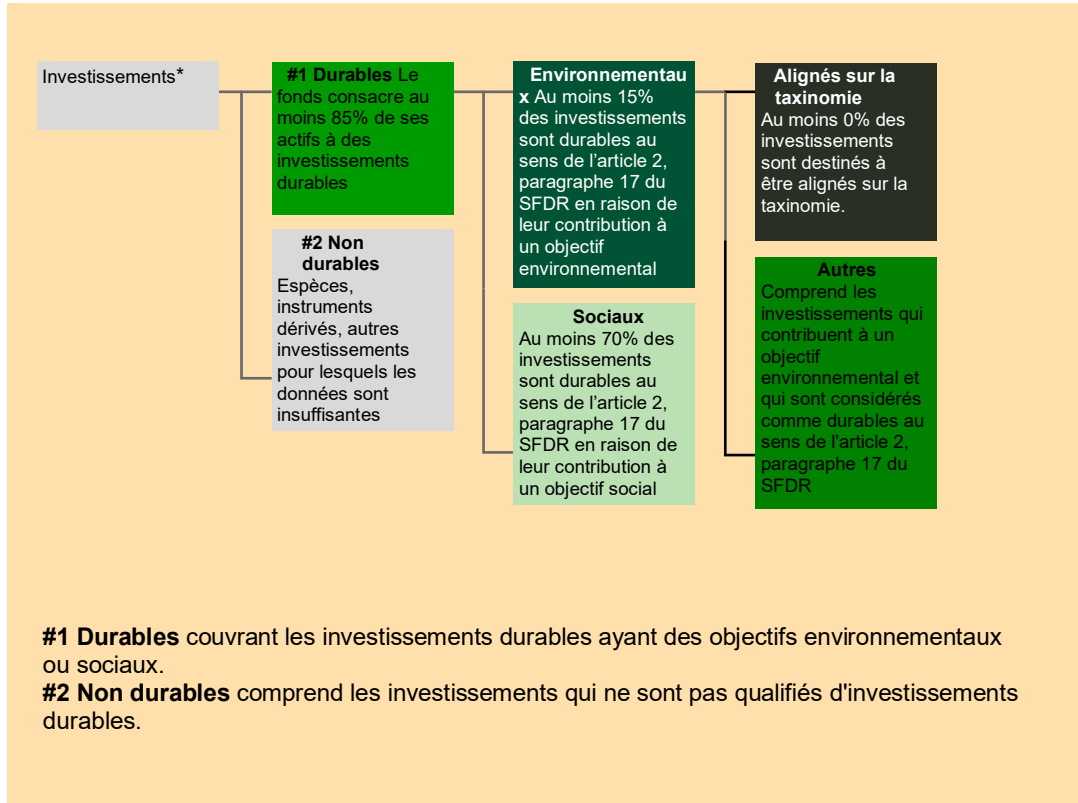 Investissements*
#1 Durables Le
fonds consacre au
moins 85% de ses
actifs à des
investissements
durables
#2 Non
durables
Espèces,
instruments
dérivés, autres
investissements
pour lesquels les
données sont
insuffisantes
Environnementau
x Au moins 15%
des investissements
sont durables au
sens de l’article 2,
paragraphe 17 du
SFDR en raison de
leur contribution à
un objectif
environnemental
Sociaux
Au moins 70% des
investissements
sont durables au
sens de l’article 2,
paragraphe 17 du
SFDR en raison de
leur contribution à
un objectif social
Alignés sur la
taxinomie
Au moins 0% des
investissements
sont destinés à
être alignés sur la
taxinomie.
Autres
Comprend les
investissements qui
contribuent à un
objectif
environnemental et
qui sont considérés
comme durables au
sens de l'article 2,
paragraphe 17 du
SFDR
#1 Durables couvrant les investissements durables ayant des objectifs environnementaux
ou sociaux.
#2 Non durables comprend les investissements qui ne sont pas qualifiés d'investissements
durables.